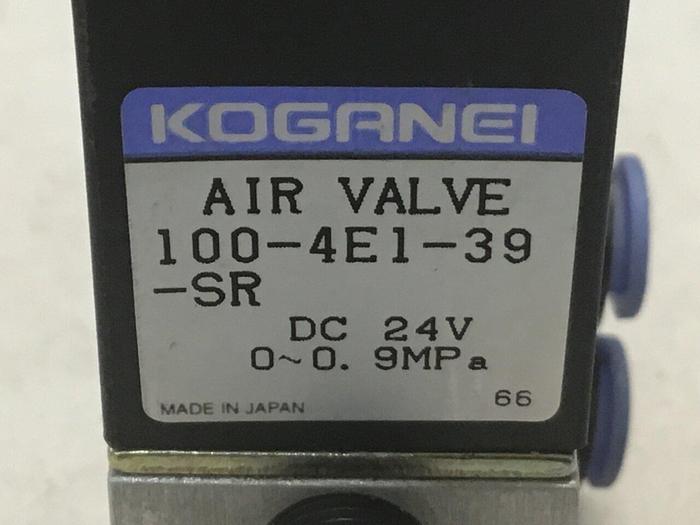 KOGANEI
AIR VALVE
100-4E1-39
-SR
DC 24V
0~0.9MPa
MADE IN JAPAN 66